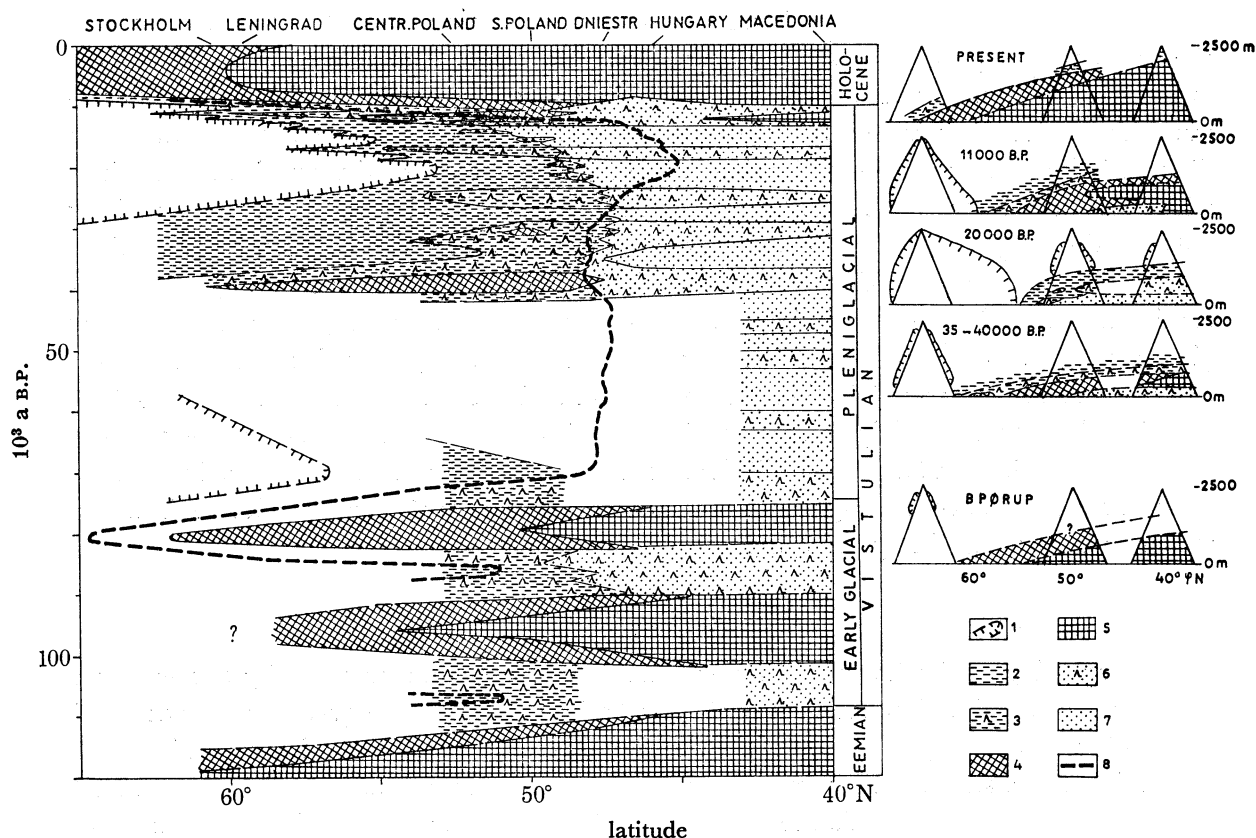 STOCKHOLM LENINGRAD CENTR.POLAND S.POLAND DNIESTR HUNGARY MACEDONIA
0
50
100
10³ a B.P.
60°
50°
40°N
latitude
HOLO-
CENE
PLENIGLACIAL
EARLY GLACIAL
EEMIAN
VISTULIAN
PRESENT
2500 m
0m
11000 B.P.
2500
0m
20000 B.P.
2500
0m
35-40000 B.P.
2500
0m
BPØRUP
?
2500
0m
60° 50° 40° φN
?
1 5
2 6
3 7
4 8